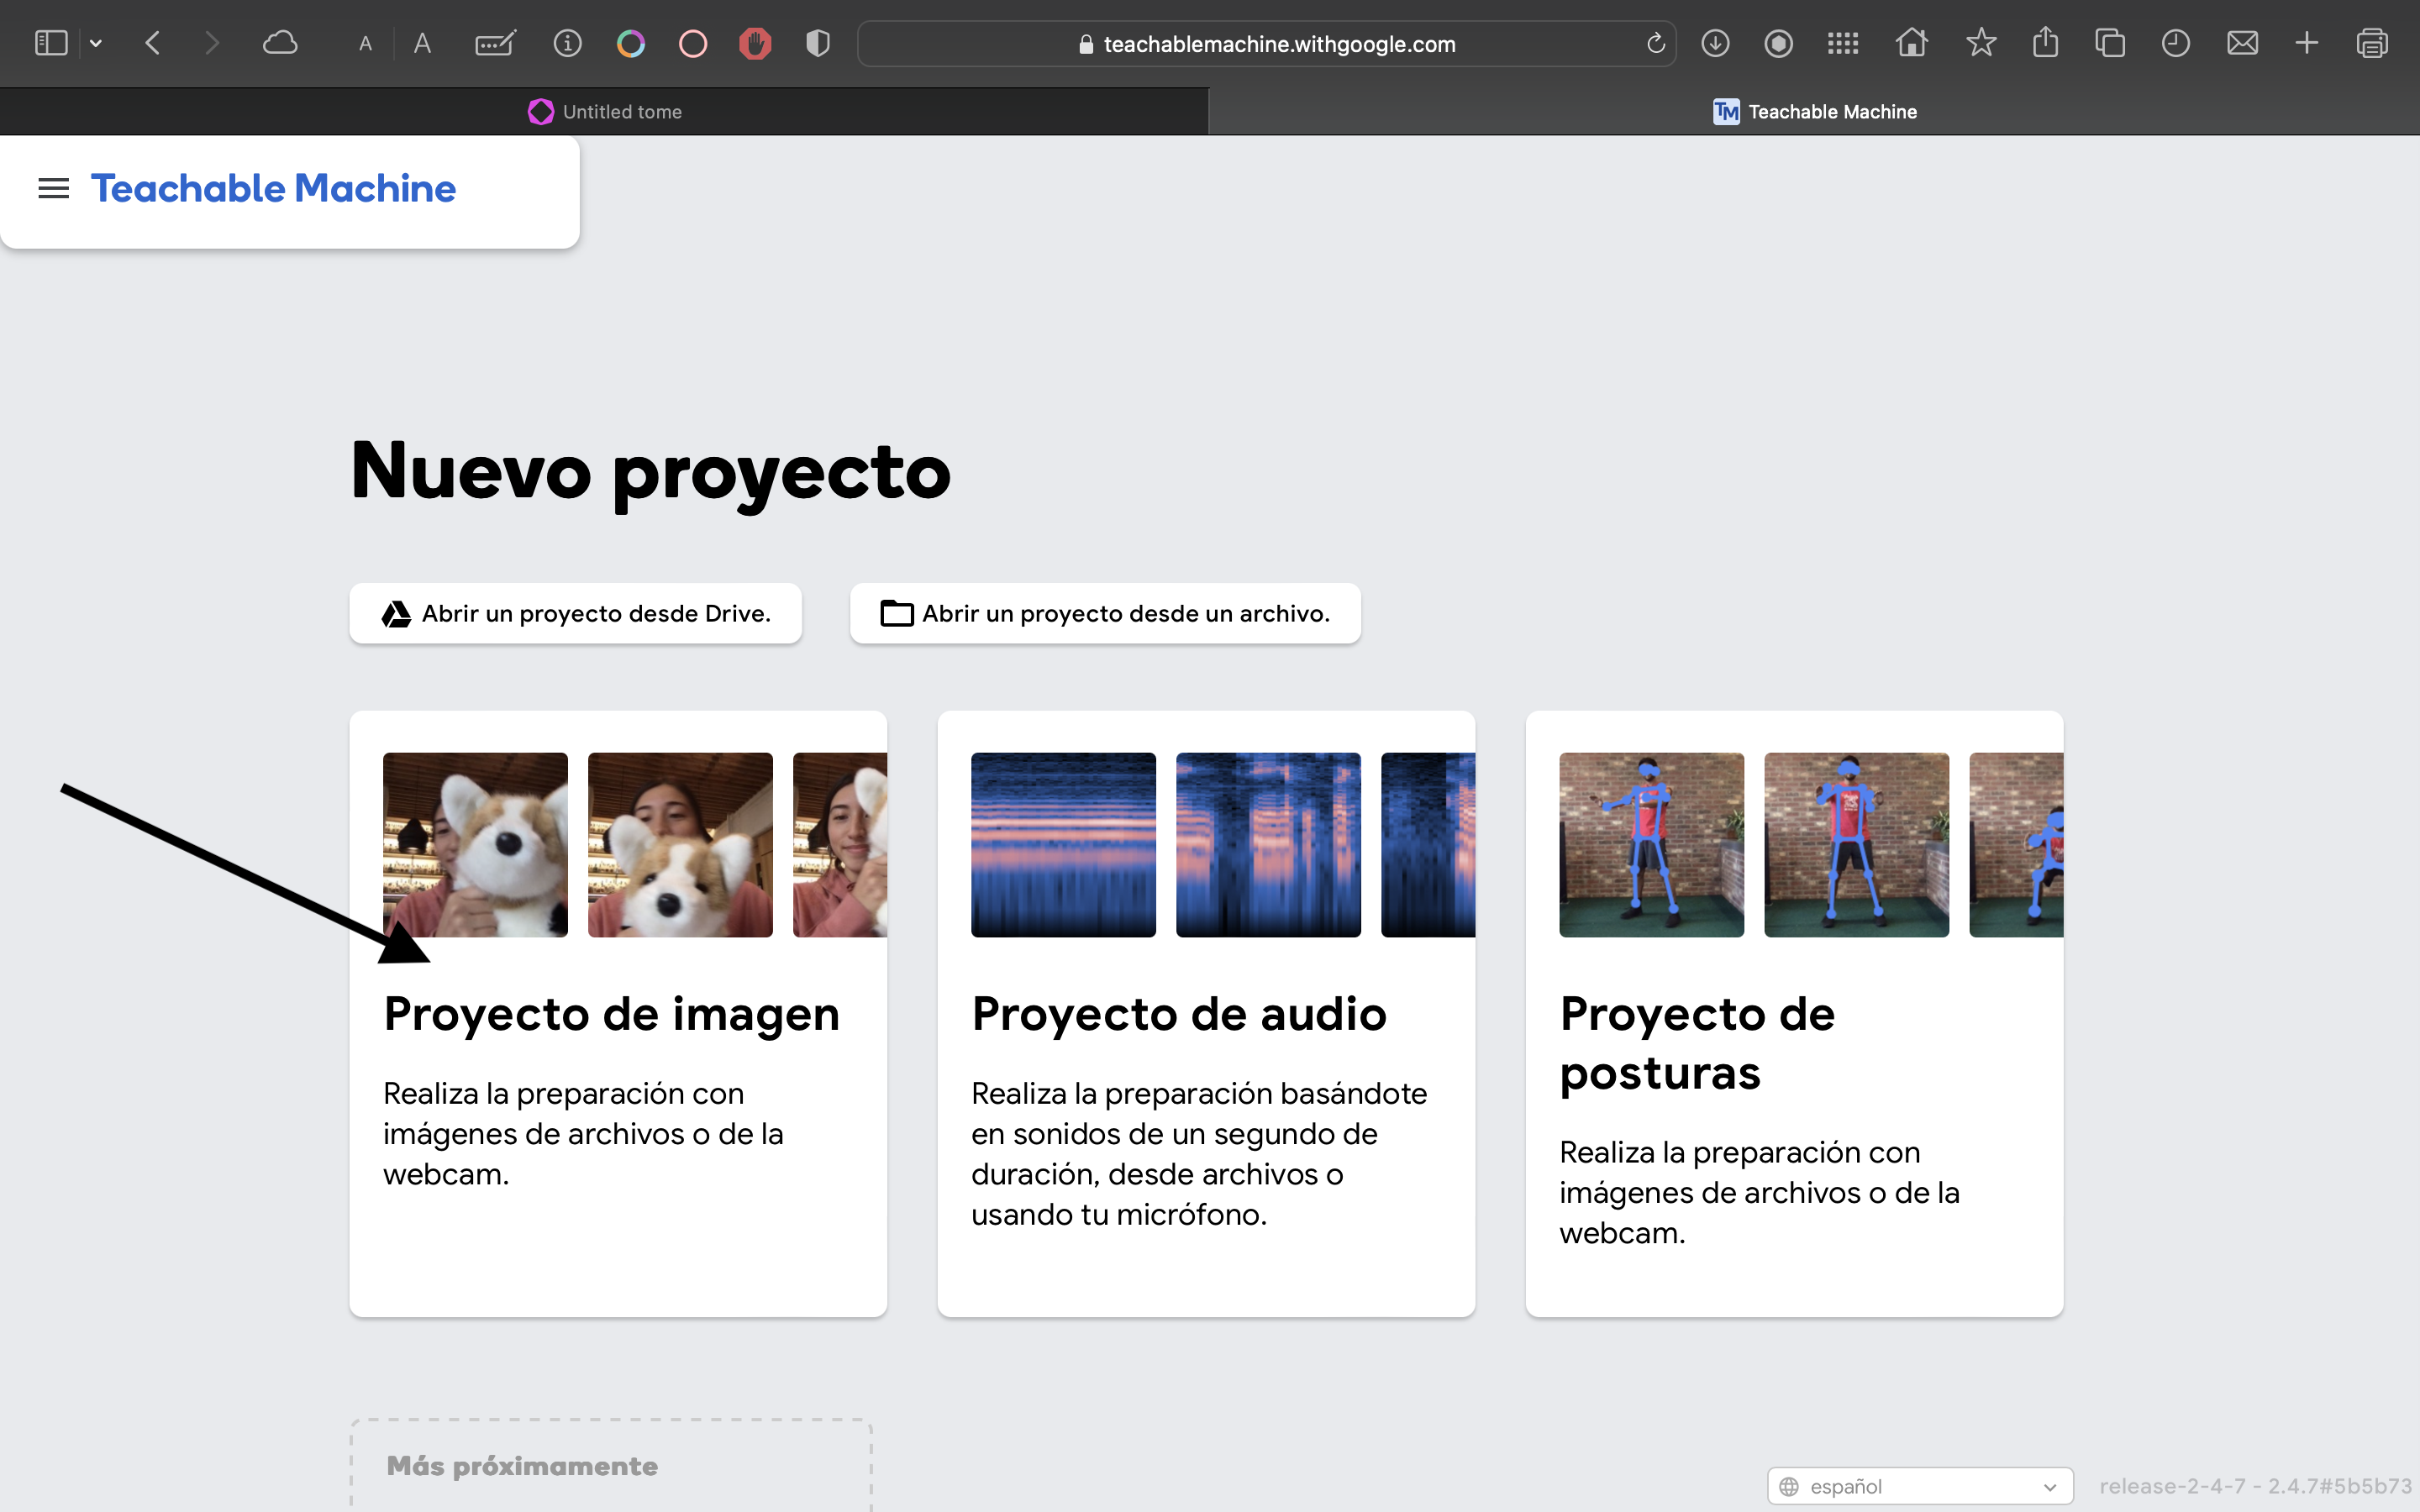 A A teachablemachine.withgoogle.com
Untitled tome
TM Teachable Machine
Teachable Machine
Nuevo proyecto
Abrir un proyecto desde Drive.
Abrir un proyecto desde un archivo.
Proyecto de imagen
Realiza la preparación con
imágenes de archivos o de la
webcam.
Proyecto de audio
Realiza la preparación basándote
en sonidos de un segundo de
duración, desde archivos o
usando tu micrófono.
Proyecto de
posturas
Realiza la preparación con
imágenes de archivos o de la
webcam.
Más próximamente
español
release-2-4-7 - 2.4.7#5b5b73